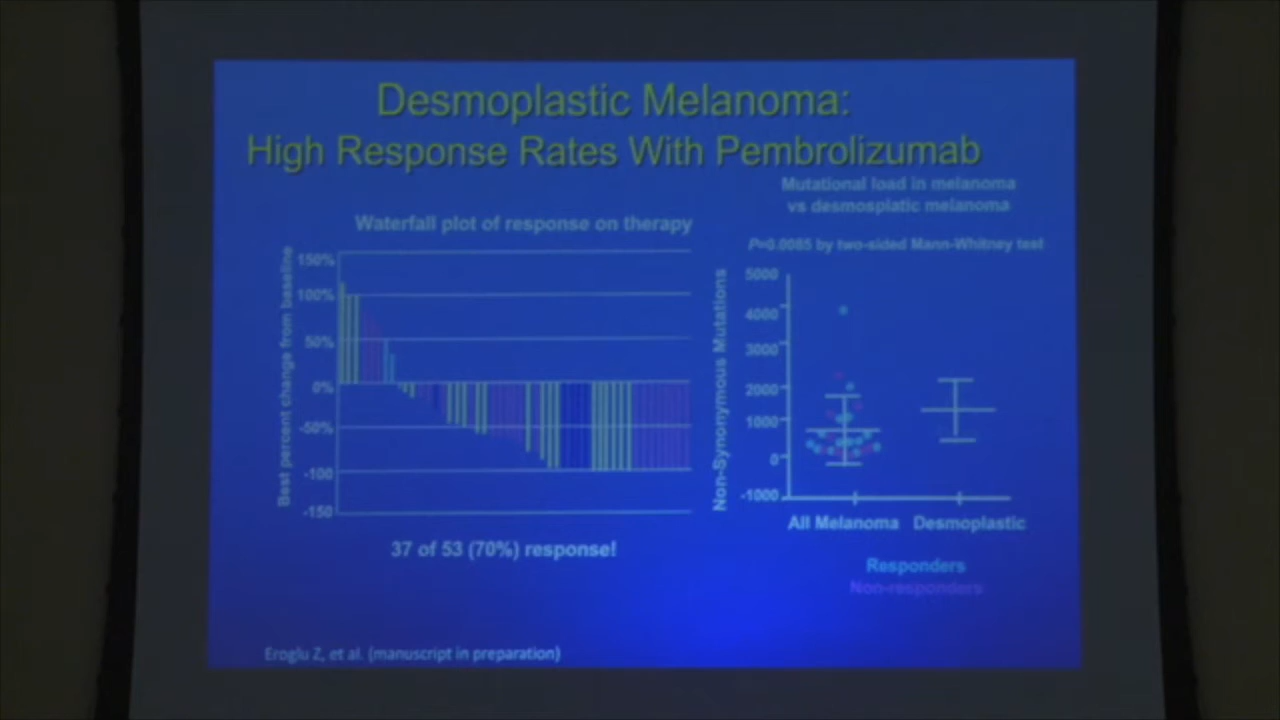 Desmoplastic Melanoma:
High Response Rates With Pembrolizumab
Mutational load in melanoma
vs desmosplatic melanoma
Waterfall plot of response on therapy
P=0.0085 by two-sided Mann-Whitney test
Best percent change from baseline
150%
100%
50%
0%
-50%
-100
-150
37 of 53 (70%) response!
Non-Synonymous Mutations
5000
4000
3000
2000
1000
0
-1000
All Melanoma Desmoplastic
Responders
Non-responders
Eroglu Z, et al. (manuscript in preparation)